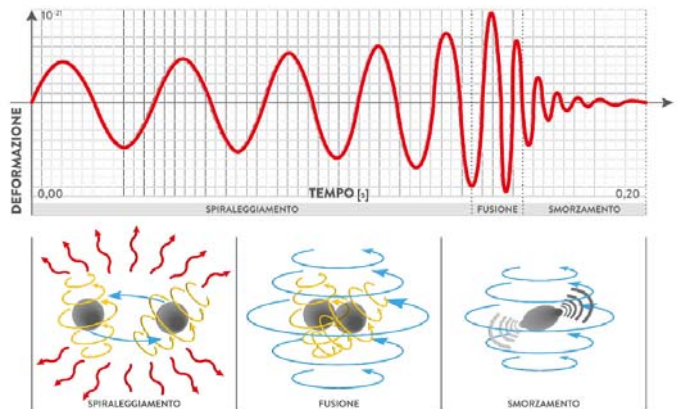 10⁻²¹
DEFORMAZIONE
0,00
TEMPO [s]
0,20
SPIRALEGGIAMENTO
FUSIONE
SMORZAMENTO
SPIRALEGGIAMENTO
FUSIONE
SMORZAMENTO